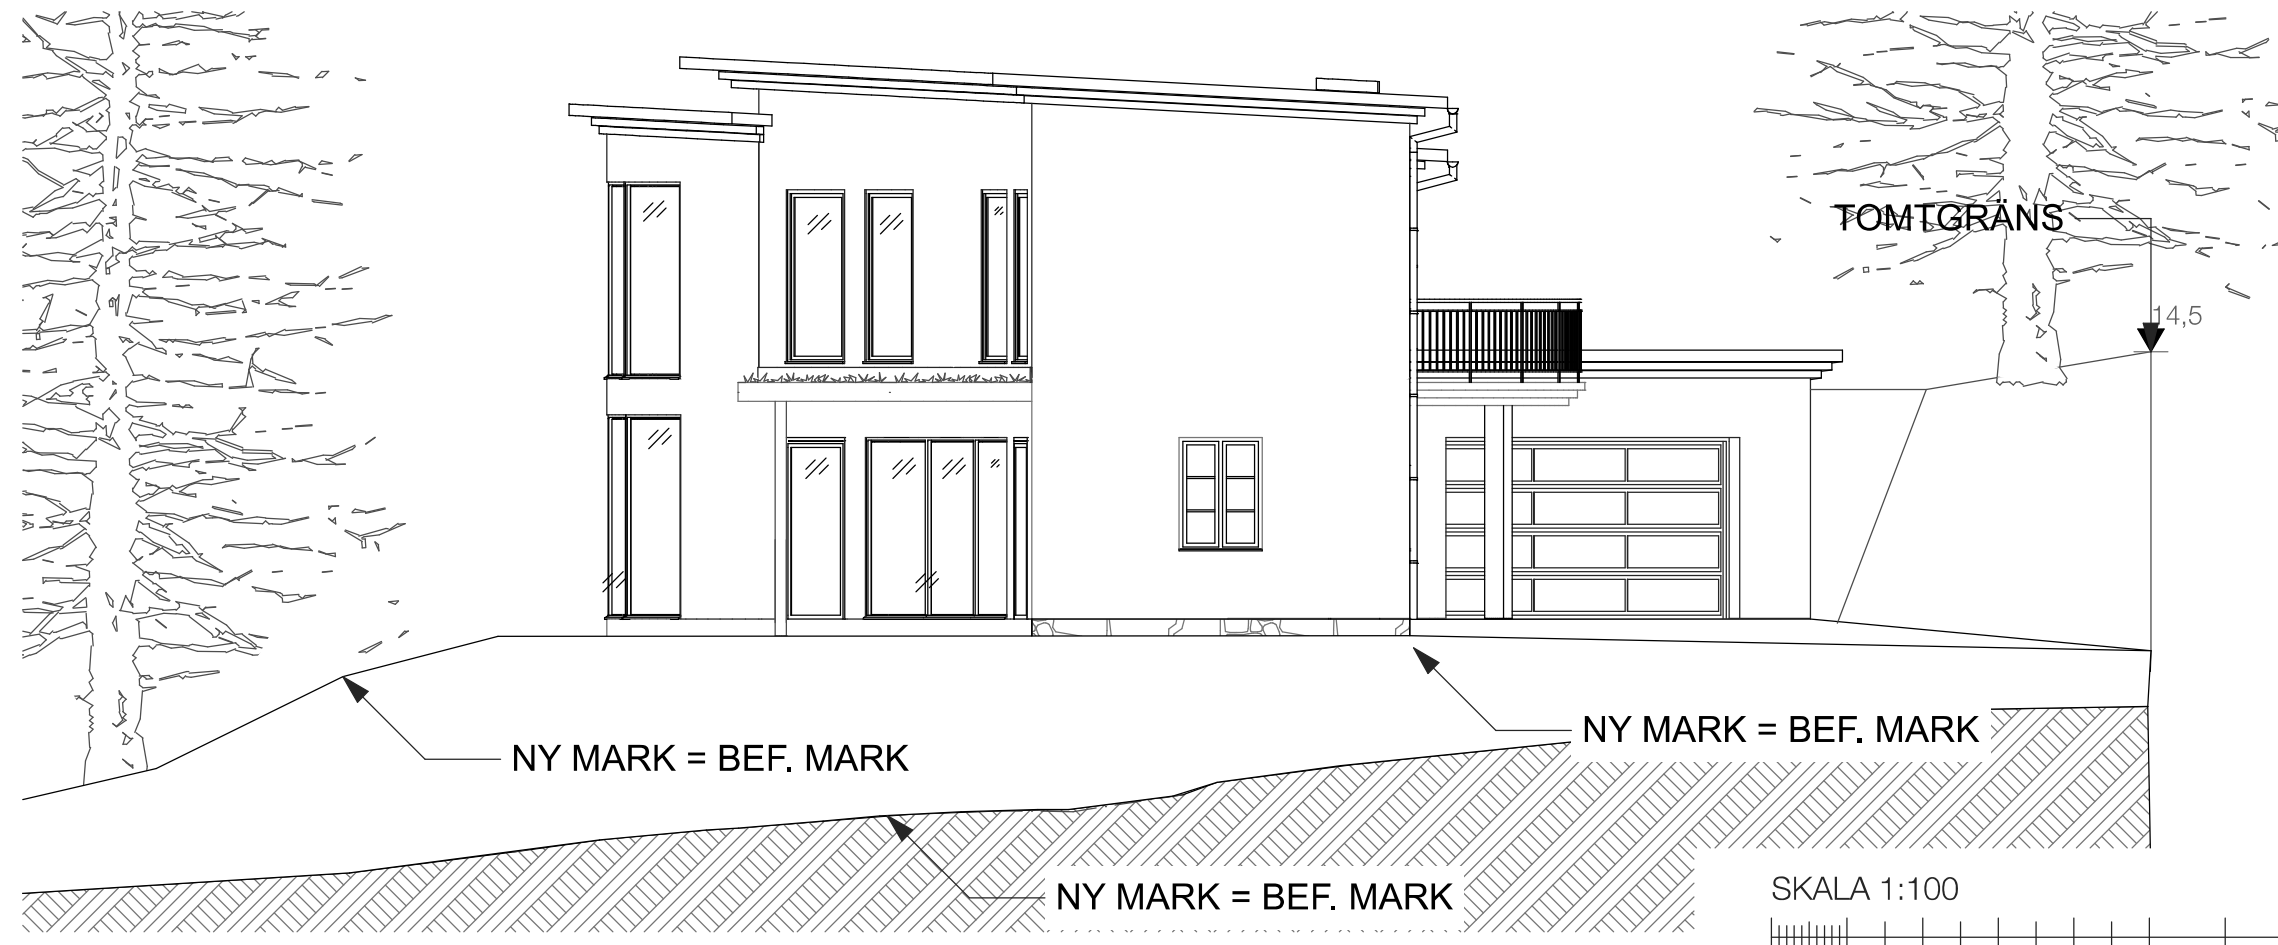 TOMTGRÄNS
14,5
NY MARK = BEF. MARK
NY MARK = BEF. MARK
NY MARK = BEF. MARK
SKALA 1:100